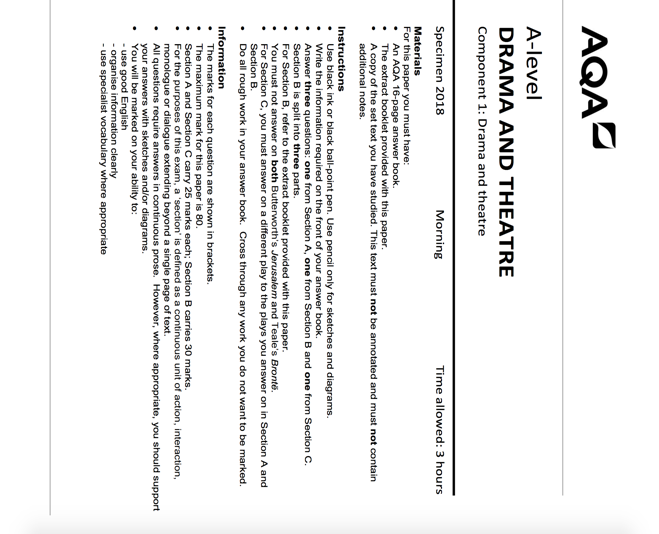 AQA
A-level
DRAMA AND THEATRE
Component 1: Drama and theatre
Specimen 2018 Morning Time allowed: 3 hours
Materials
For this paper you must have:
• An AQA 16-page answer book.
• The extract booklet provided with this paper.
• A copy of the set text you have studied. This text must not be annotated and must not contain
additional notes.
Instructions
• Use black ink or black ball-point pen. Use pencil only for sketches and diagrams.
• Write the information required on the front of your answer book.
• Answer three questions: one from Section A, one from Section B and one from Section C.
• Section B is split into three parts.
• For Section B, refer to the extract booklet provided with this paper.
• You must not answer on both Butterworth's Jerusalem and Teale's Brontë.
• For Section C, you must answer on a different play to the plays you answer on in Section A and
Section B.
• Do all rough work in your answer book. Cross through any work you do not want to be marked.
Information
• The marks for each question are shown in brackets.
• The maximum mark for this paper is 80.
• Section A and Section C carry 25 marks each; Section B carries 30 marks.
• For the purposes of this exam, a 'section' is defined as a continuous unit of action, interaction,
monologue or dialogue extending beyond a single page of text.
• All questions require answers in continuous prose. However, where appropriate, you should support
your answers with sketches and/or diagrams.
• You will be marked on your ability to:
- use good English
- organise information clearly
- use specialist vocabulary where appropriate